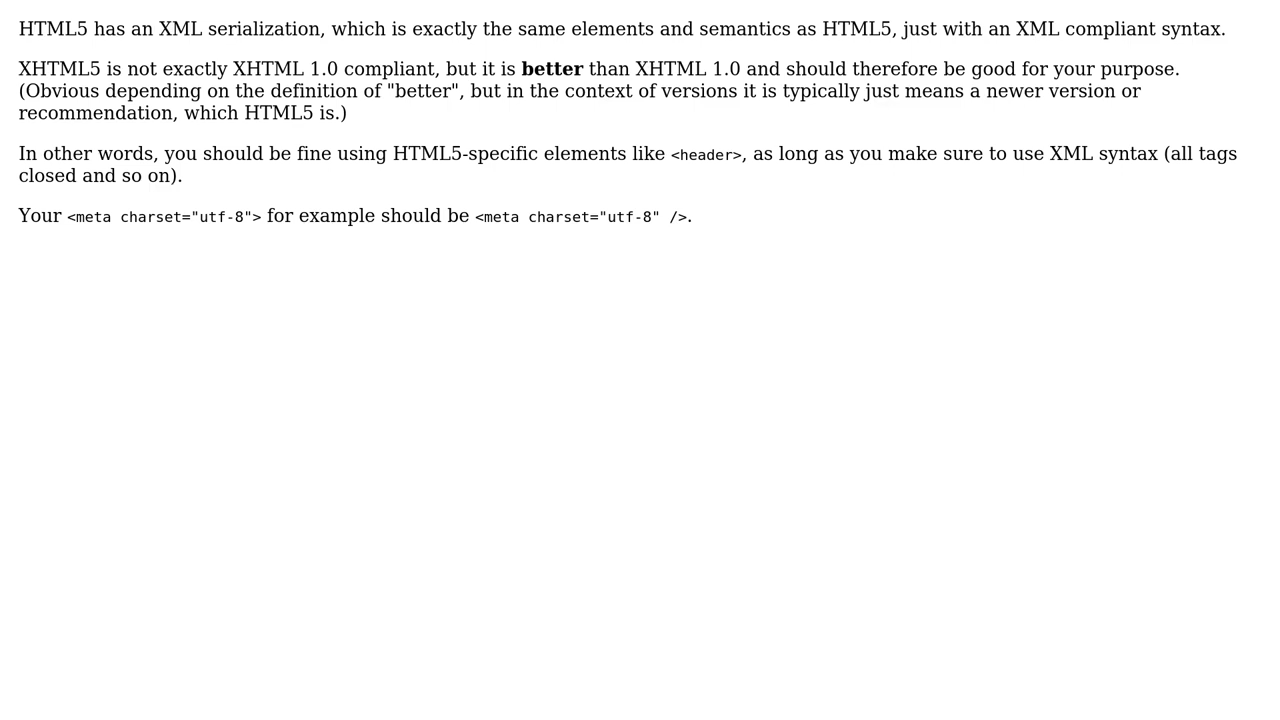 HTML5 has an XML serialization, which is exactly the same elements and semantics as HTML5, just with an XML compliant syntax.
XHTML5 is not exactly XHTML 1.0 compliant, but it is better than XHTML 1.0 and should therefore be good for your purpose.
(Obvious depending on the definition of "better", but in the context of versions it is typically just means a newer version or
recommendation, which HTML5 is.)
In other words, you should be fine using HTML5-specific elements like <header>, as long as you make sure to use XML syntax (all tags
closed and so on).
Your <meta charset="utf-8"> for example should be <meta charset="utf-8" />.